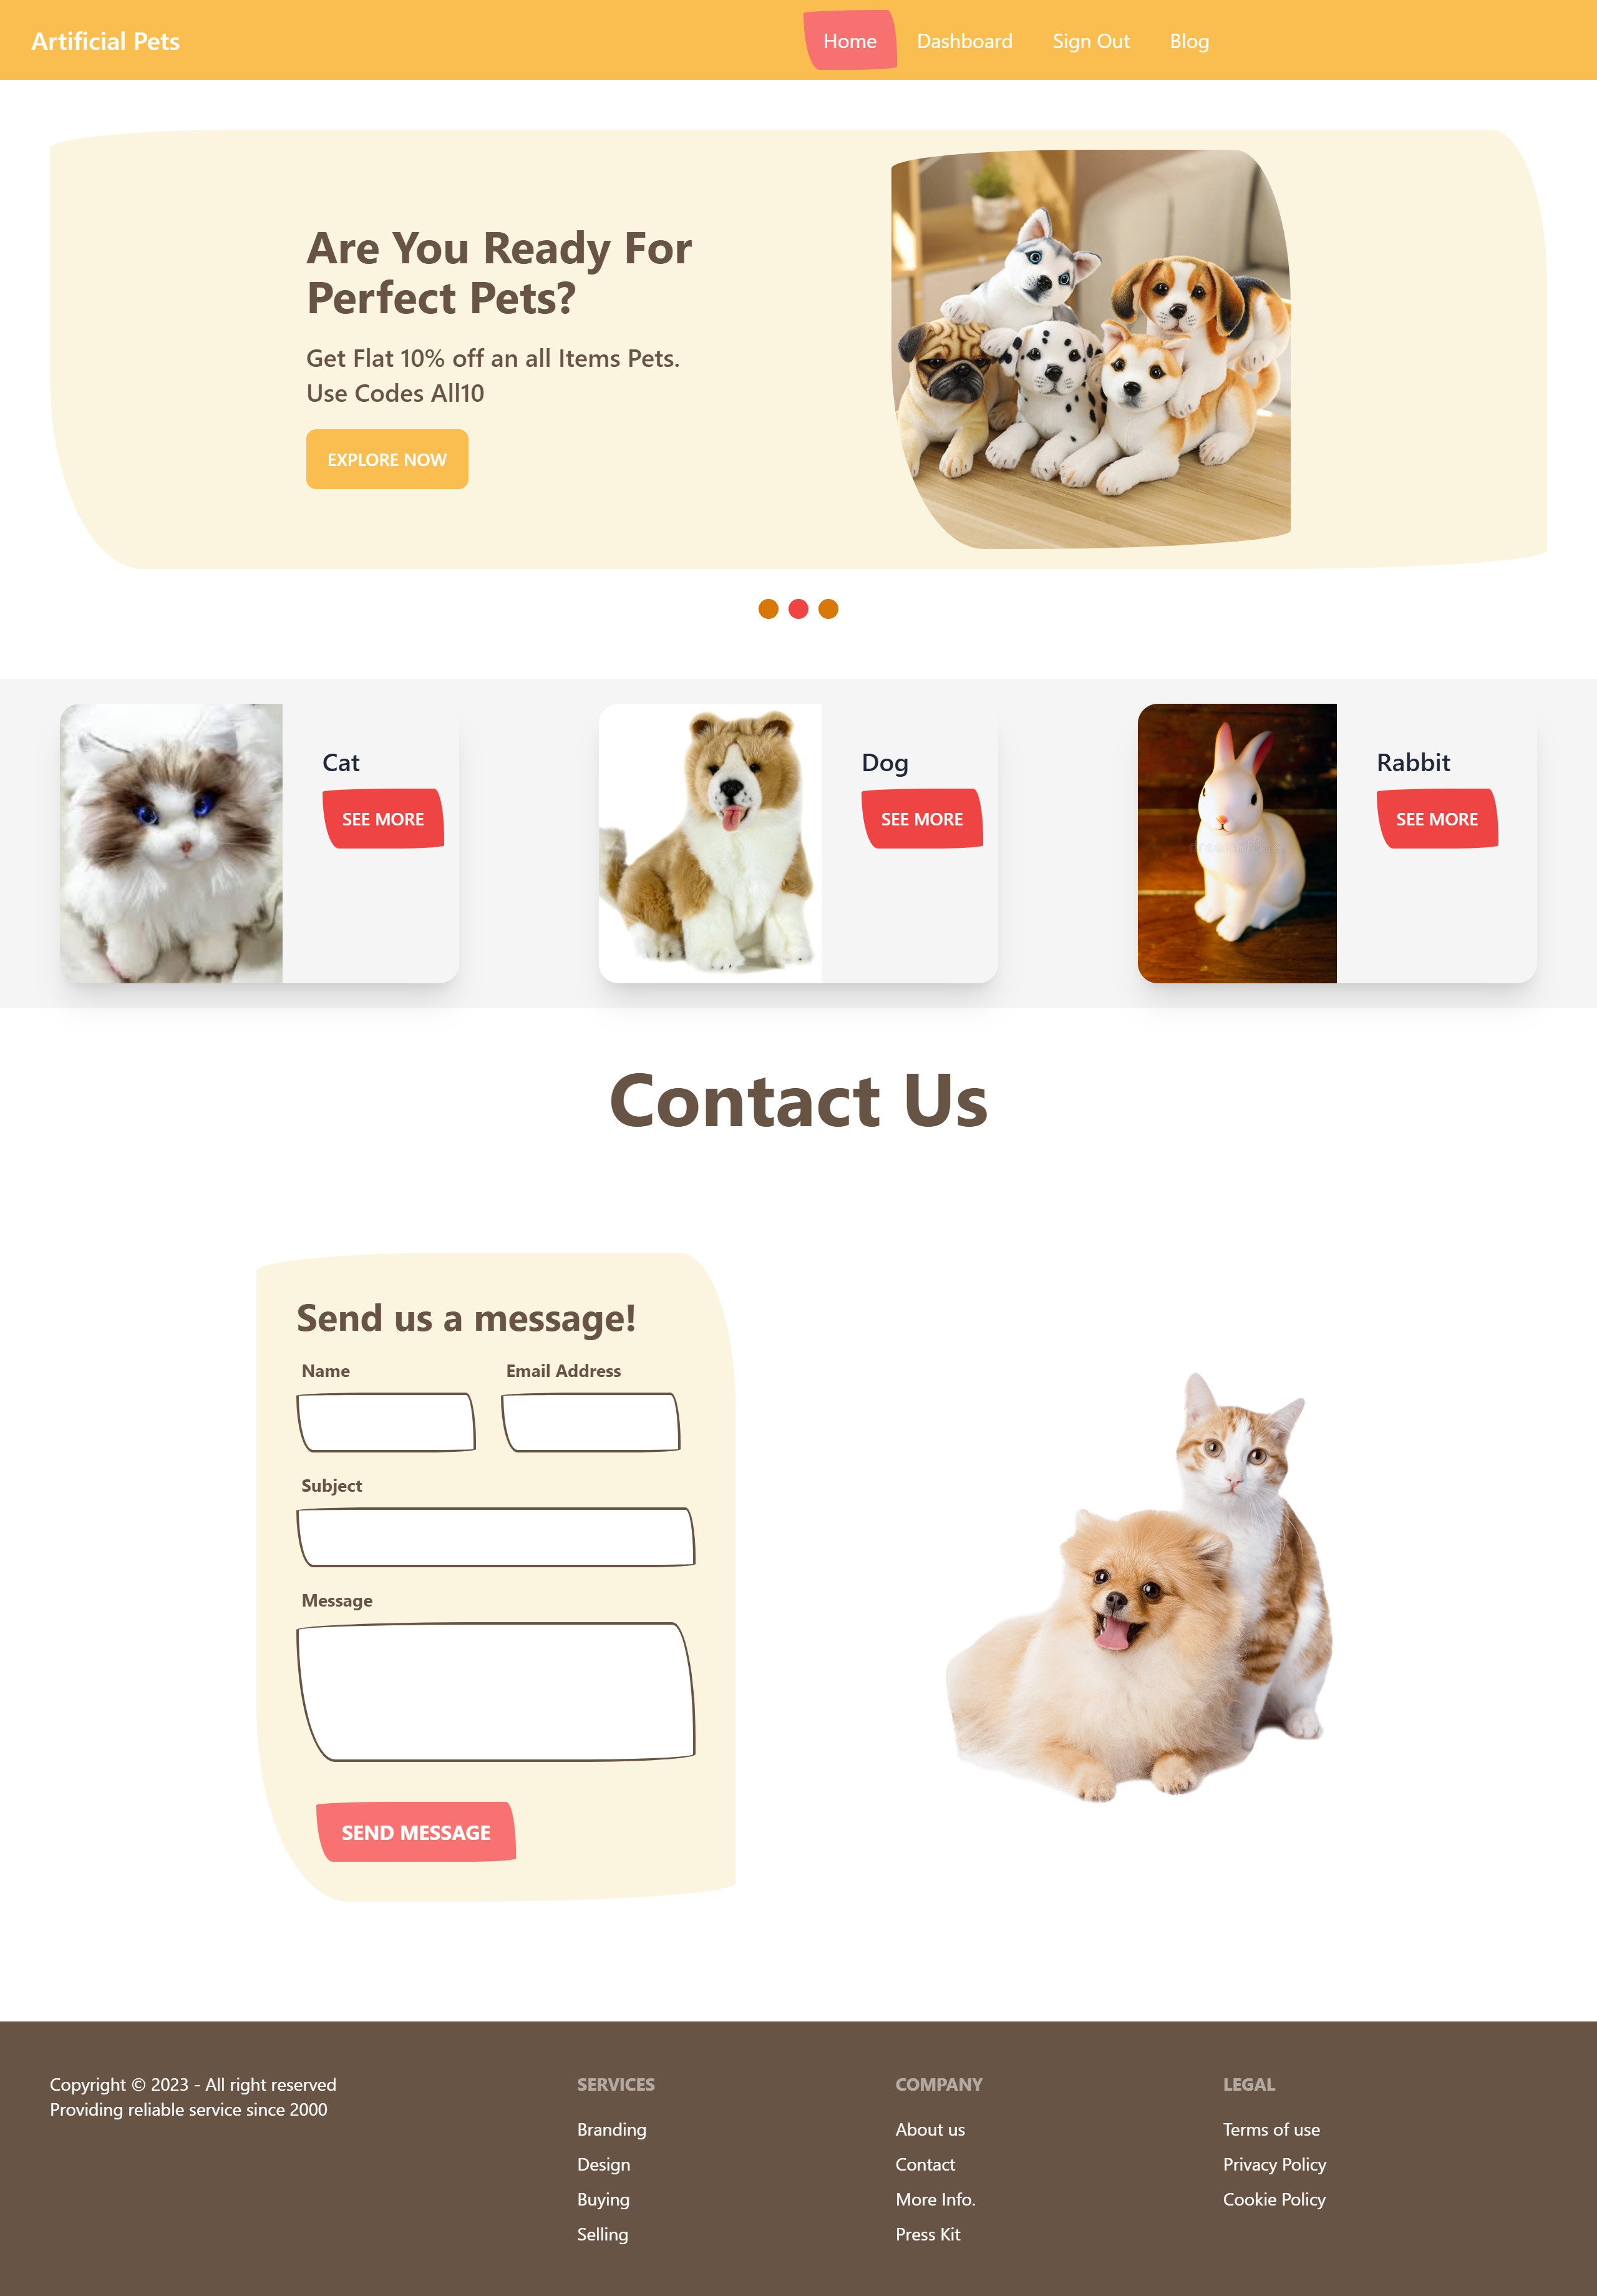 Artificial Pets
Home Dashboard Sign Out Blog
Are You Ready For
Perfect Pets?
Get Flat 10% off an all Items Pets.
Use Codes All10
EXPLORE NOW
Cat
SEE MORE
Dog
SEE MORE
Rabbit
SEE MORE
Contact Us
Send us a message!
Name Email Address
Subject
Message
SEND MESSAGE
Copyright © 2023 - All right reserved
Providing reliable service since 2000
SERVICES
Branding
Design
Buying
Selling
COMPANY
About us
Contact
More Info.
Press Kit
LEGAL
Terms of use
Privacy Policy
Cookie Policy